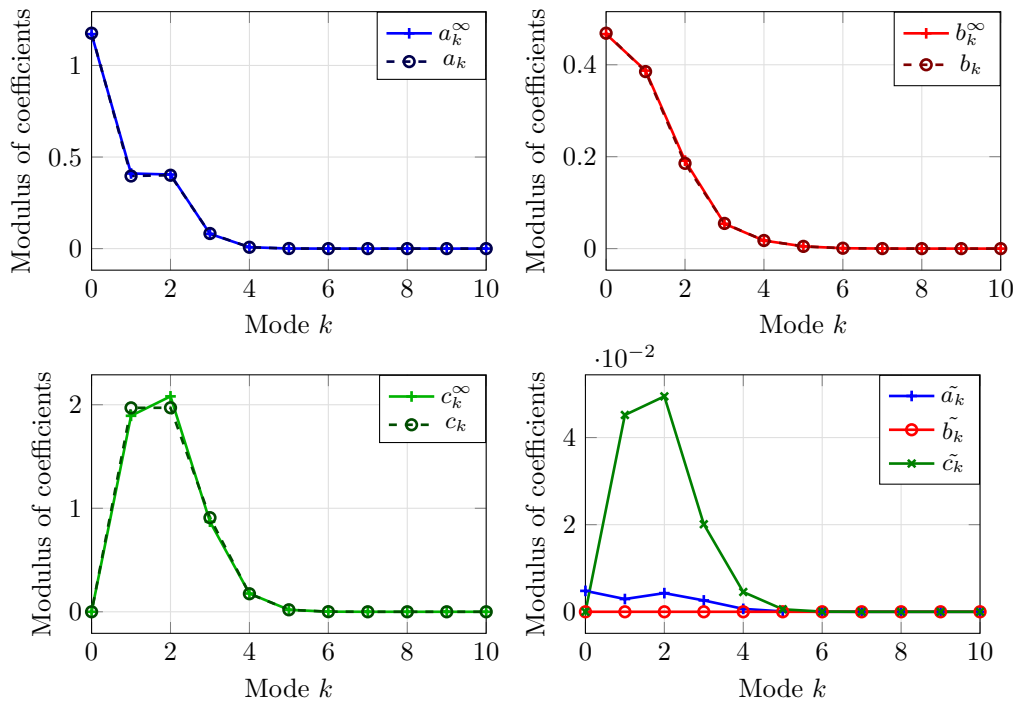 Modulus of coefficients
1
0.5
0
0 2 4 6 8 10
Mode k
a_k^∞
a_k
Modulus of coefficients
0.4
0.2
0
0 2 4 6 8 10
Mode k
b_k^∞
b_k
Modulus of coefficients
2
1
0
0 2 4 6 8 10
Mode k
c_k^∞
c_k
·10^−2
Modulus of coefficients
4
2
0
0 2 4 6 8 10
Mode k
ã_k
b̃_k
c̃_k